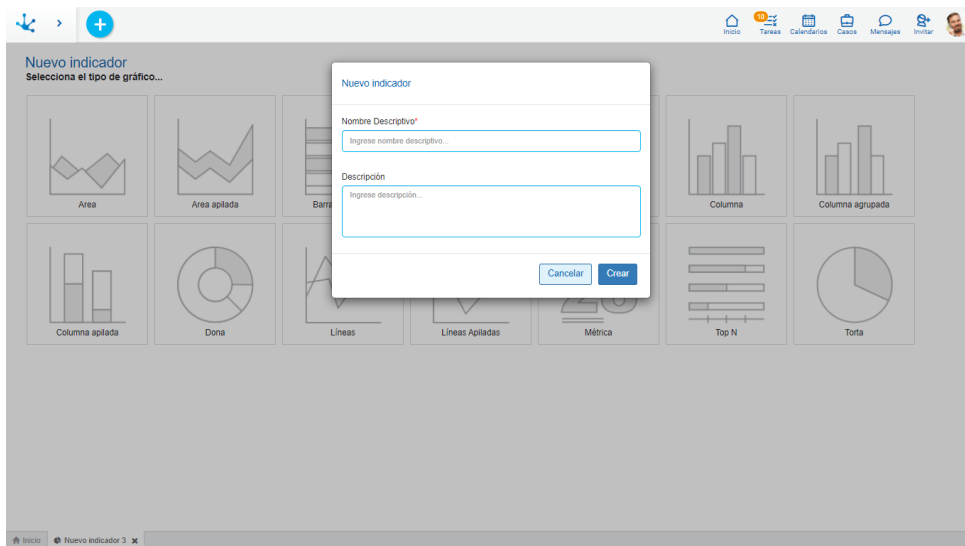 10
Inicio
Tareas
Calendarios
Casos
Mensajes
Invitar
Nuevo indicador
Selecciona el tipo de gráfico...
Nuevo indicador
Nombre Descriptivo*
Ingrese nombre descriptivo...
Descripción
Ingrese descripción...
Cancelar
Crear
Area
Area apilada
Barra
Columna
Columna agrupada
Columna apilada
Dona
Líneas
Líneas Apiladas
Métrica
Top N
Torta
Inicio
Nuevo indicador 3